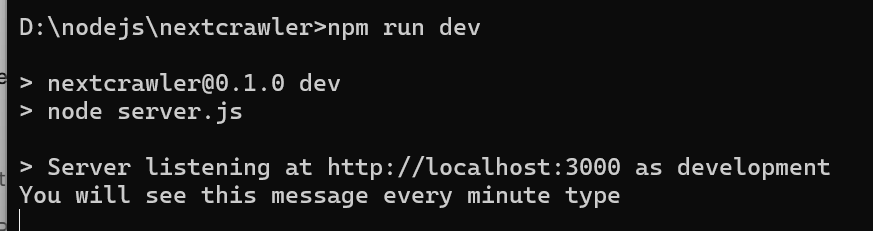 D:\nodejs\nextcrawler>npm run dev
> nextcrawler@0.1.0 dev
> node server.js
> Server listening at http://localhost:3000 as development
You will see this message every minute type